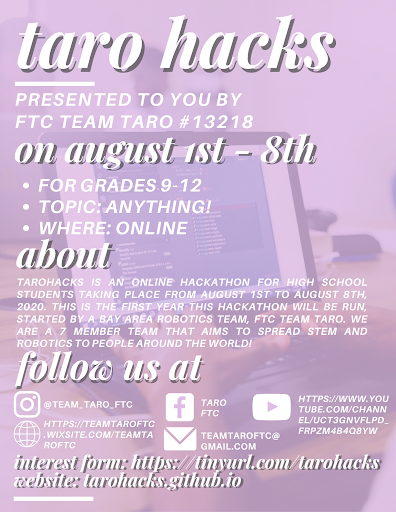 taro hacks
PRESENTED TO YOU BY
FTC TEAM TARO #13218
on august 1st - 8th
• FOR GRADES 9-12
• TOPIC: ANYTHING!
• WHERE: ONLINE
about
TAROHACKS IS AN ONLINE HACKATHON FOR HIGH SCHOOL
STUDENTS TAKING PLACE FROM AUGUST 1ST TO AUGUST 8TH,
2020. THIS IS THE FIRST YEAR THIS HACKATHON WILL BE RUN,
STARTED BY A BAY AREA ROBOTICS TEAM, FTC TEAM TARO. WE
ARE A 7 MEMBER TEAM THAT AIMS TO SPREAD STEM AND
ROBOTICS TO PEOPLE AROUND THE WORLD!
follow us at
@TEAM_TARO_FTC
TARO
FTC
HTTPS://WWW.YOU
TUBE.COM/CHANN
EL/UCT3GNVFLPD_
FRPZM4B4Q8YW
HTTPS://TEAMTAROFTC
.WIXSITE.COM/TEAMTA
ROFTC
TEAMTAROFTC@
GMAIL.COM
interest form: https://tinyurl.com/tarohacks
website: tarohacks.github.io